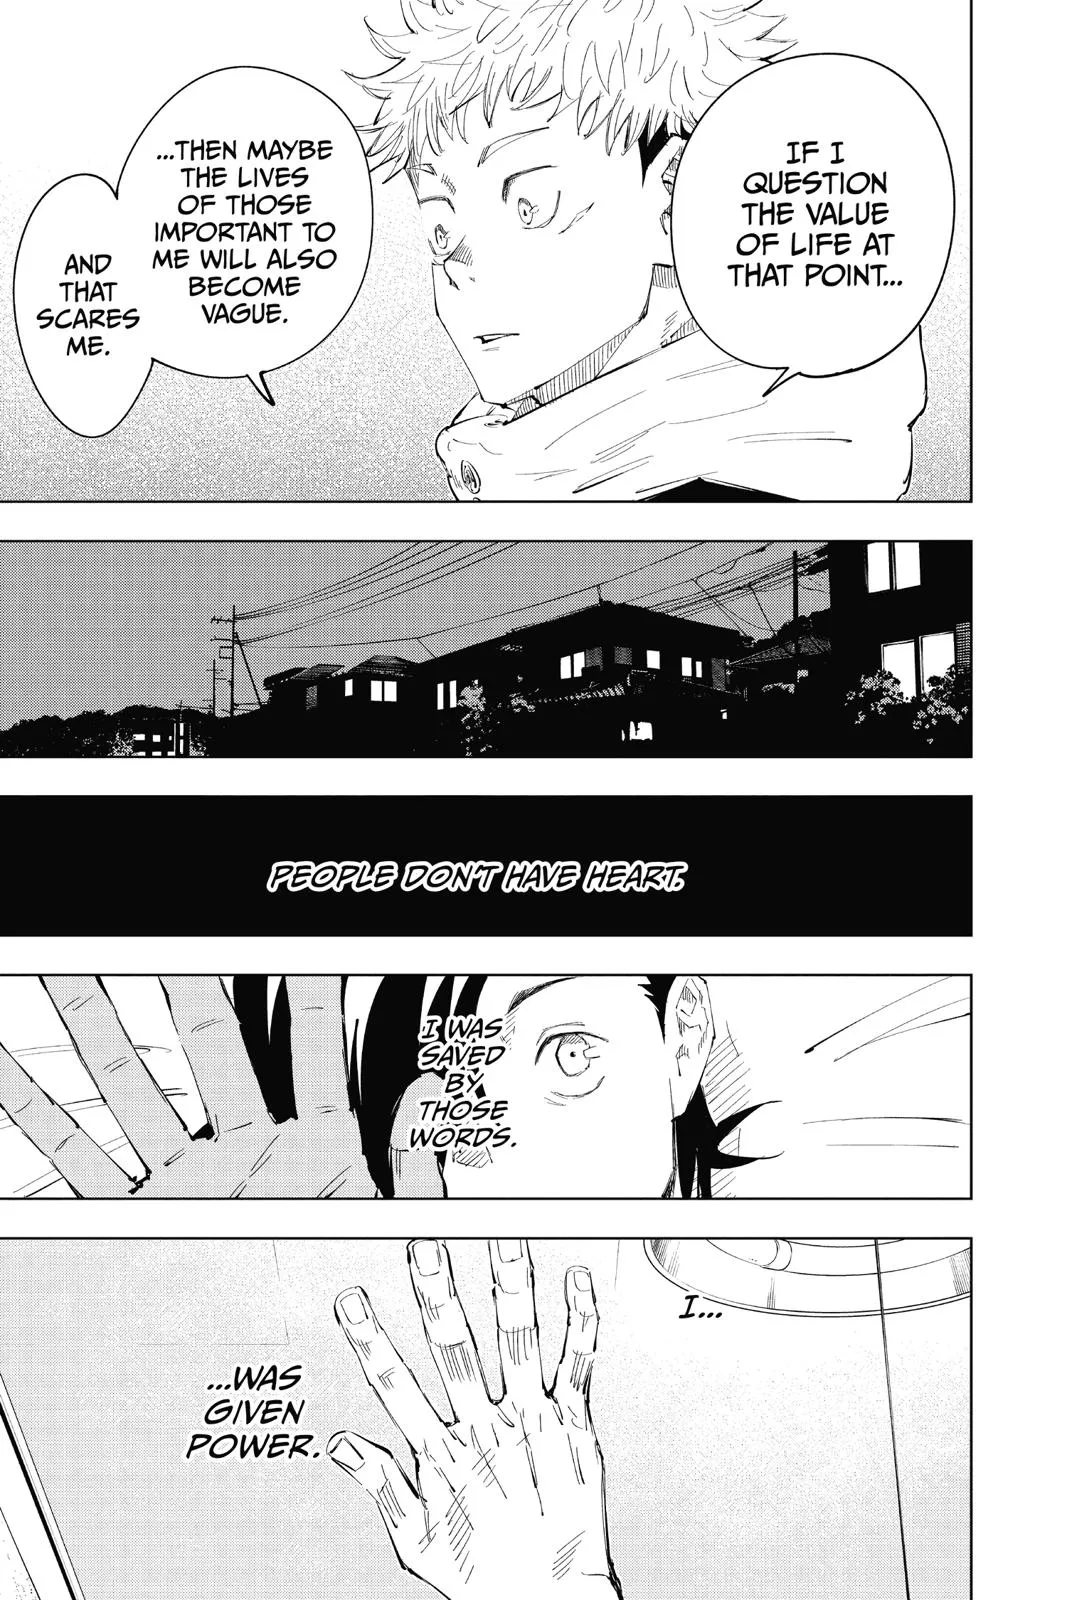 IF I
QUESTION
THE VALUE
OF LIFE AT
THAT POINT...
...THEN MAYBE
THE LIVES
OF THOSE
IMPORTANT TO
ME WILL ALSO
BECOME
VAGUE.
AND
THAT
SCARES
ME.
PEOPLE DON'T HAVE HEART.
I WAS
SAVED
BY
THOSE
WORDS.
I...
...WAS
GIVEN
POWER.